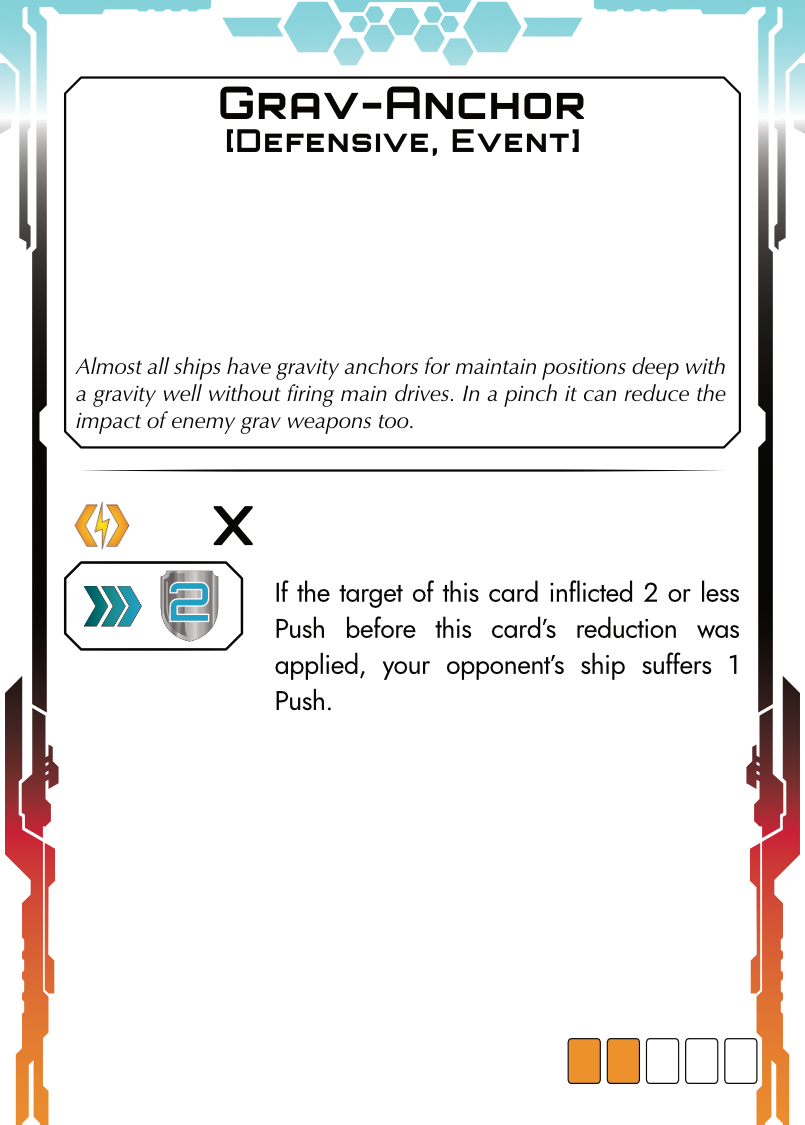 Grav-Anchor
[Defensive, Event]
Almost all ships have gravity anchors for maintain positions deep with
a gravity well without firing main drives. In a pinch it can reduce the
impact of enemy grav weapons too.
X
2
If the target of this card inflicted 2 or less
Push before this card's reduction was
applied, your opponent's ship suffers 1
Push.